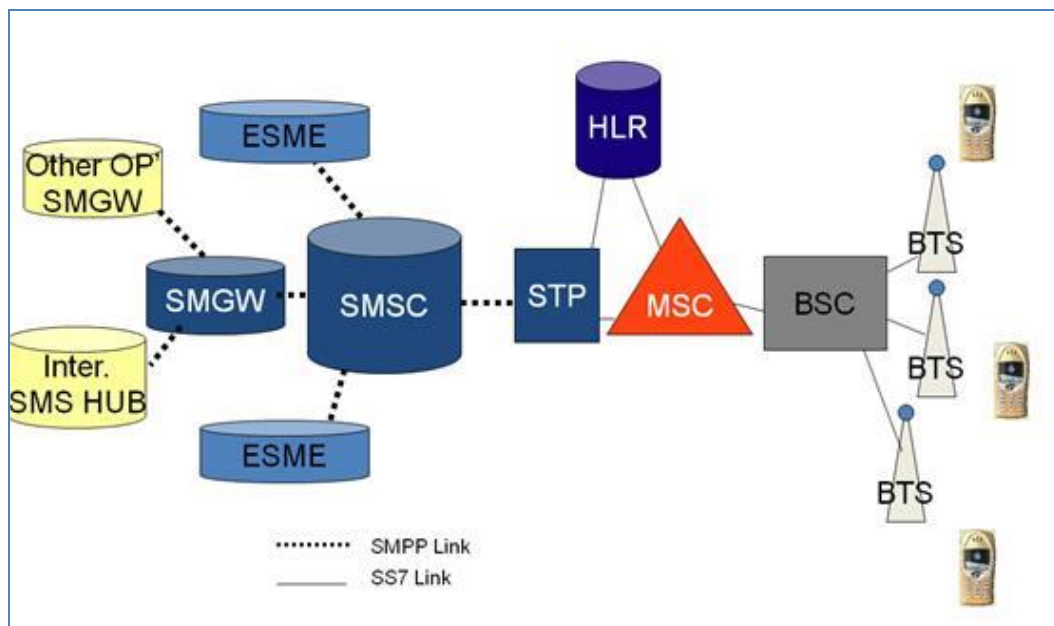 ESME
HLR
Other OP'
SMGW
BTS
SMGW
SMSC
STP
MSC
BSC
BTS
Inter.
SMS HUB
ESME
BTS
SMPP Link
SS7 Link